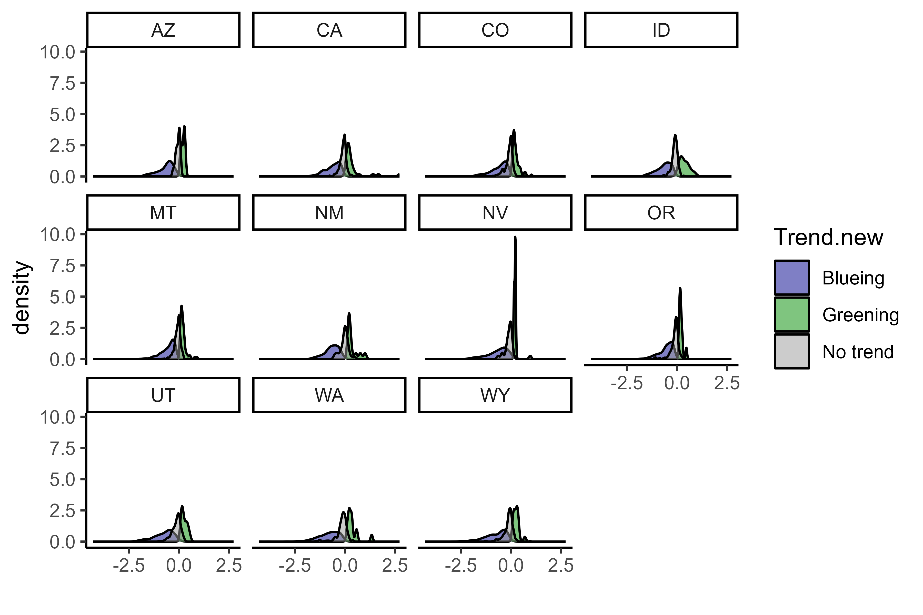 AZ CA CO ID
10.0
7.5
5.0
2.5
0.0
MT NM NV OR
10.0
7.5
5.0
2.5
0.0
-2.5 0.0 2.5
UT WA WY
10.0
7.5
5.0
2.5
0.0
-2.5 0.0 2.5 -2.5 0.0 2.5 -2.5 0.0 2.5
density
Trend.new
Blueing
Greening
No trend